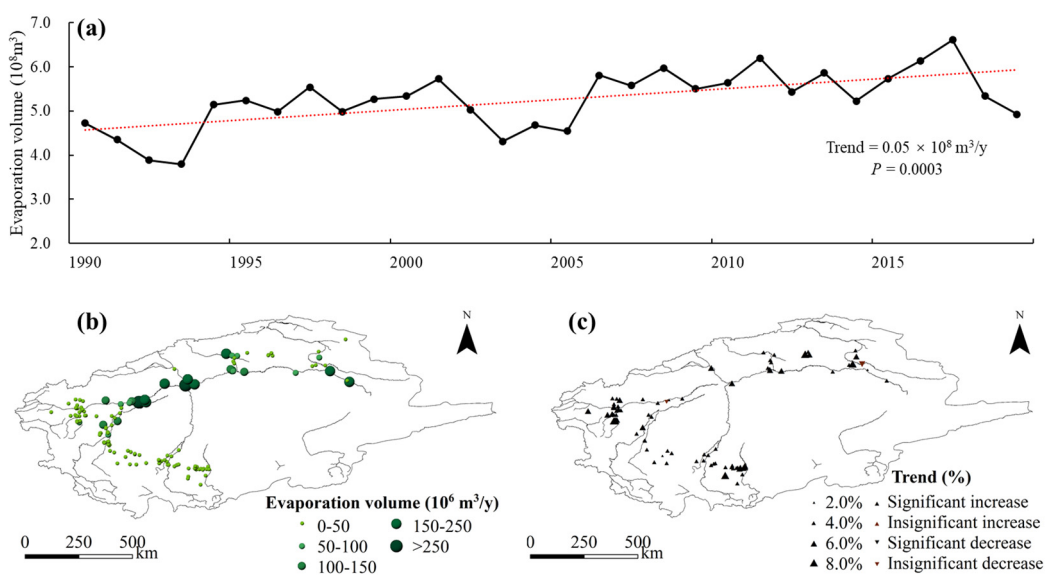 (a)
Evaporation volume (10⁸m³)
7.0
6.0
5.0
4.0
3.0
2.0
Trend = 0.05 × 10⁸ m³/y
P = 0.0003
1990 1995 2000 2005 2010 2015
(b)
N
Evaporation volume (10⁶ m³/y)
0-50 150-250
50-100 >250
100-150
0 250 500
km
(c)
N
Trend (%)
2.0% Significant increase
4.0% Insignificant increase
6.0% Significant decrease
8.0% Insignificant decrease
0 250 500
km